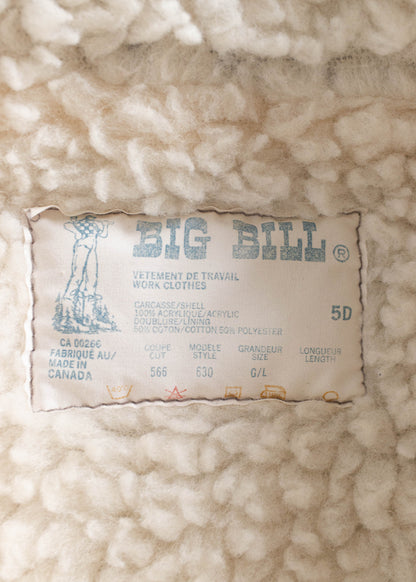 BIG BILL ®
VETEMENT DE TRAVAIL
WORK CLOTHES
CARCASSE/SHELL
100% ACRYLIQUE/ACRYLIC
DOUBLURE/LINING
50% COTON/COTTON 50% POLYESTER
5D
CA 00266
FABRIQUÉ AU/
MADE IN
CANADA
COUPE CUT 566
MODELE STYLE 630
GRANDEUR SIZE G/L
LONGUEUR LENGTH